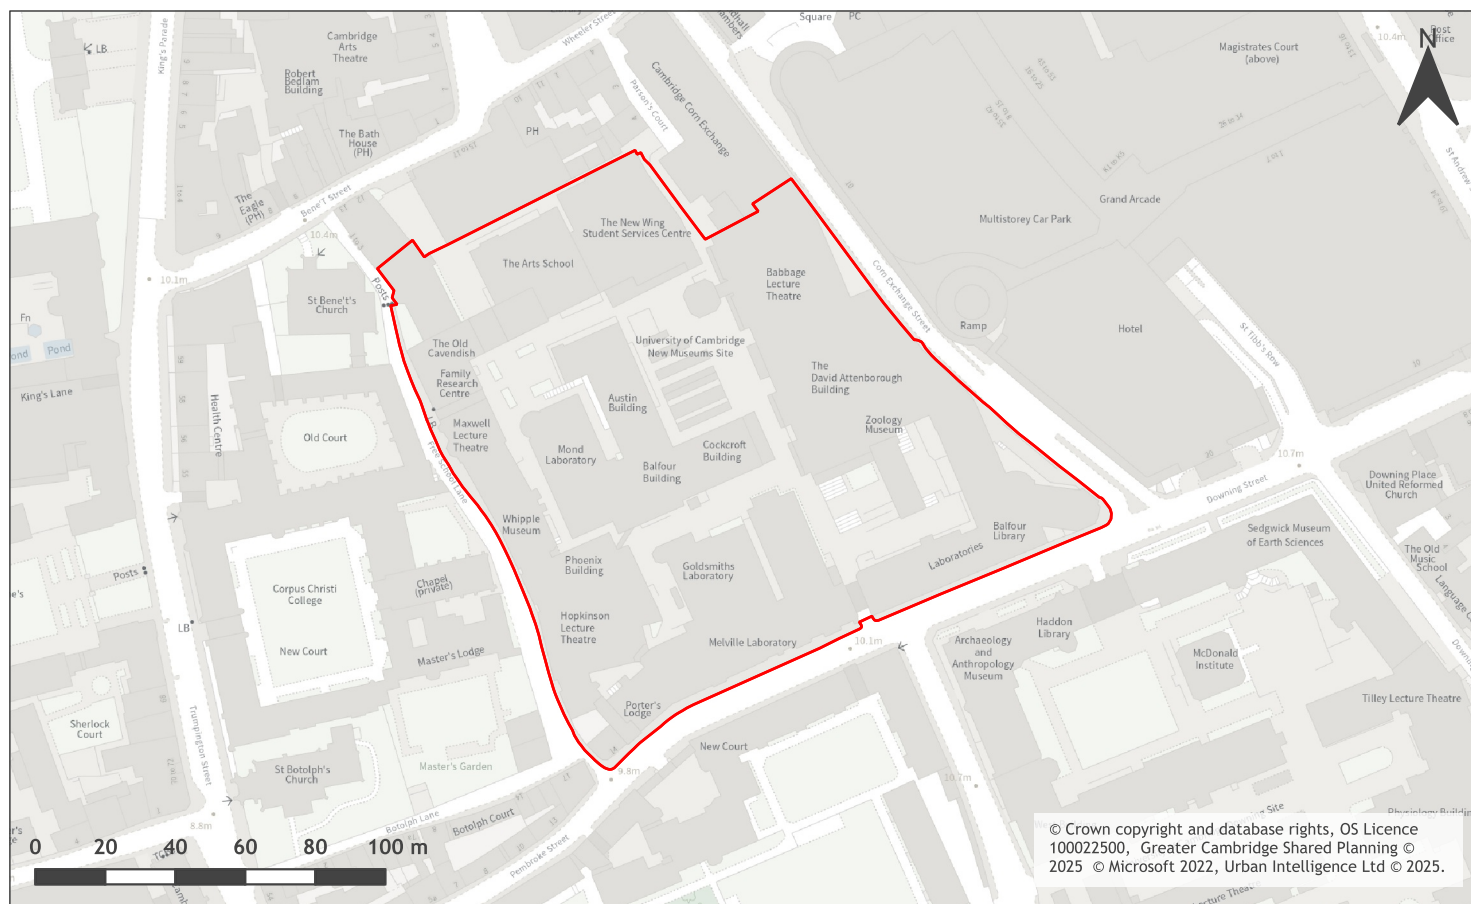 Square
PC
LB
King's Parade
Cambridge
Arts
Theatre
Wheeler Street
Robert
Bedlam
Building
Parson's Court
Cambridge Corn Exchange
Magistrates Court
(above)
10.4m
Post
Office
N
The Bath
House
(PH)
PH
The
Eagle
(PH)
Bene't Street
10.4m
10.1m
The New Wing
Student Services Centre
The Arts School
Babbage
Lecture
Theatre
Multistorey Car Park
Grand Arcade
Corn Exchange Street
Ramp
Hotel
St Tibb's Row
Posts
St Bene't's
Church
Fn
Pond
King's Lane
Health Centre
Old Court
The Old
Cavendish
Family
Research
Centre
LB
Maxwell
Lecture
Theatre
Free School Lane
University of Cambridge
New Museums Site
Austin
Building
Mond
Laboratory
Balfour
Building
Cockcroft
Building
The
David Attenborough
Building
Zoology
Museum
10.7m
Downing Street
Downing Place
United Reformed
Church
Whipple
Museum
Phoenix
Building
Goldsmiths
Laboratory
Balfour
Library
Laboratories
Sedgwick Museum
of Earth Sciences
The Old
Music
School
Posts
Corpus Christi
College
Chapel
(private)
LB
New Court
Master's Lodge
Hopkinson
Lecture
Theatre
Melville Laboratory
10.1m
Haddon
Library
Archaeology
and
Anthropology
Museum
McDonald
Institute
Tilley Lecture Theatre
Porter's
Lodge
Sherlock
Court
Trumpington Street
St Botolph's
Church
Master's Garden
New Court
9.8m
10.7m
8.8m
Botolph Lane
Botolph Court
Pembroke Street
0 20 40 60 80 100 m
© Crown copyright and database rights, OS Licence
100022500, Greater Cambridge Shared Planning ©
2025 © Microsoft 2022, Urban Intelligence Ltd © 2025.